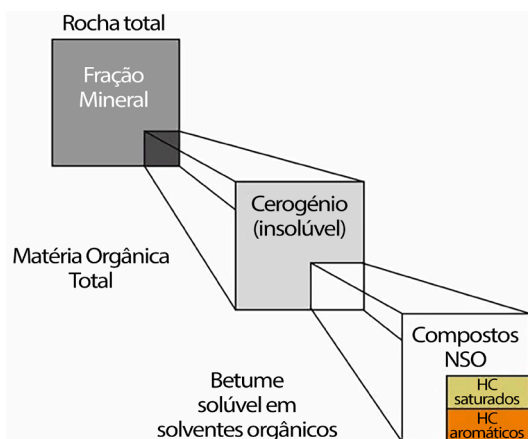 Rocha total
Fração
Mineral
Cerogénio
(insolúvel)
Matéria Orgânica
Total
Compostos
NSO
HC
saturados
HC
aromáticos
Betume
solúvel em
solventes orgânicos